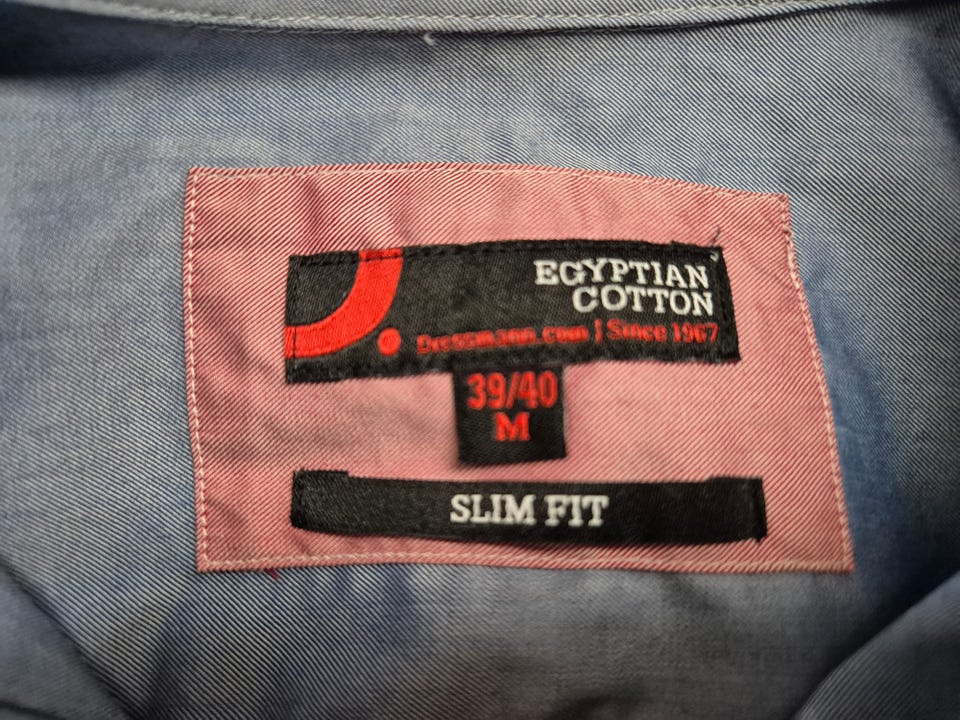 EGYPTIAN
COTTON
Dressmann.com | Since 1967
39/40
M
SLIM FIT